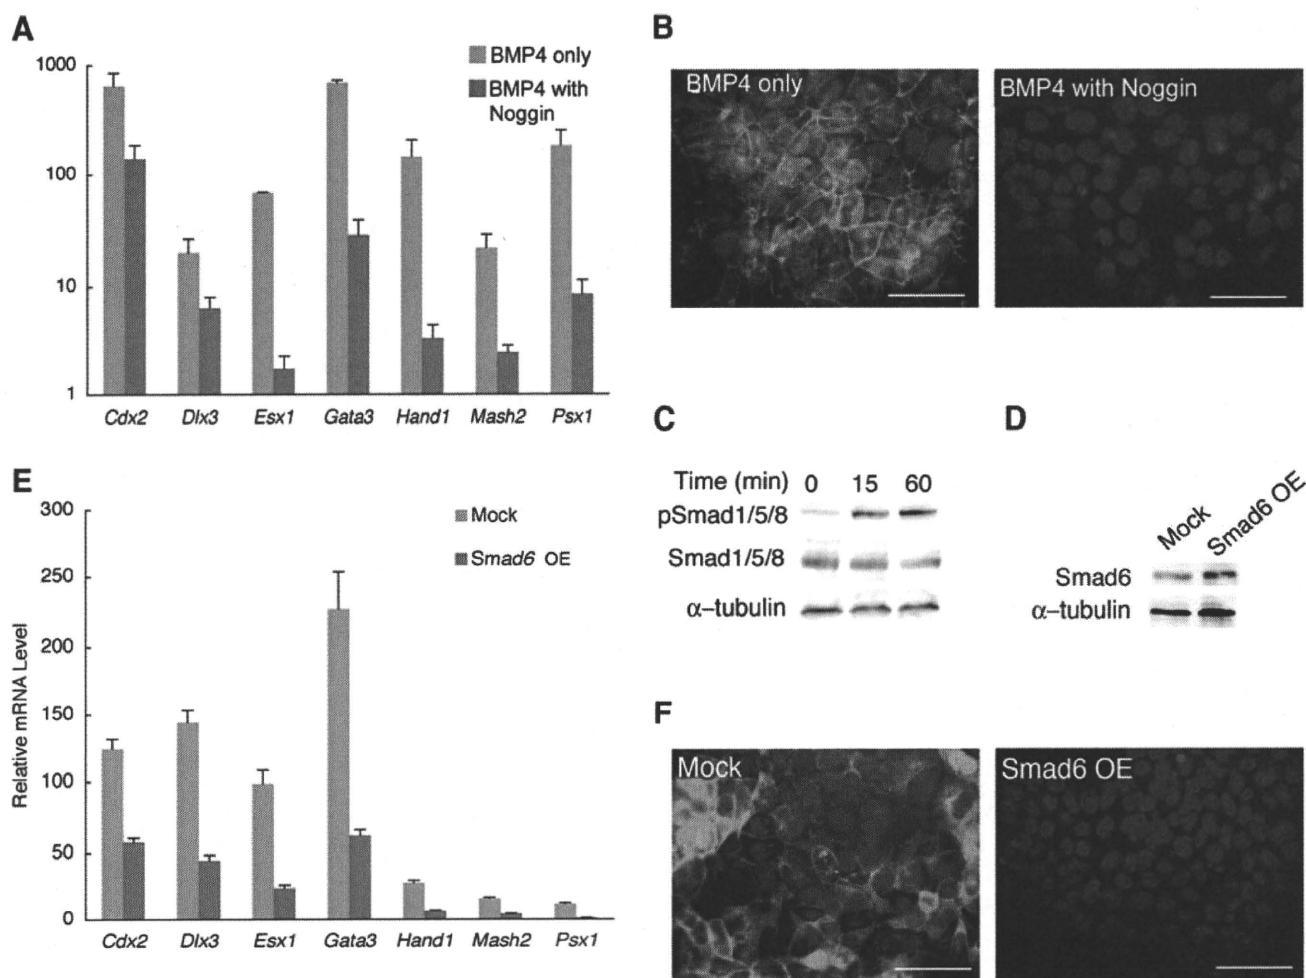 A
1000
100
10
1
BMP4 only
BMP4 with
Noggin
Cdx2 Dlx3 Esx1 Gata3 Hand1 Mash2 Psx1
B
BMP4 only
BMP4 with Noggin
C
Time (min) 0 15 60
pSmad1/5/8
Smad1/5/8
α–tubulin
D
Mock
Smad6 OE
Smad6
α–tubulin
E
Relative mRNA Level
300
250
200
150
100
50
0
Mock
Smad6 OE
Cdx2 Dlx3 Esx1 Gata3 Hand1 Mash2 Psx1
F
Mock
Smad6 OE